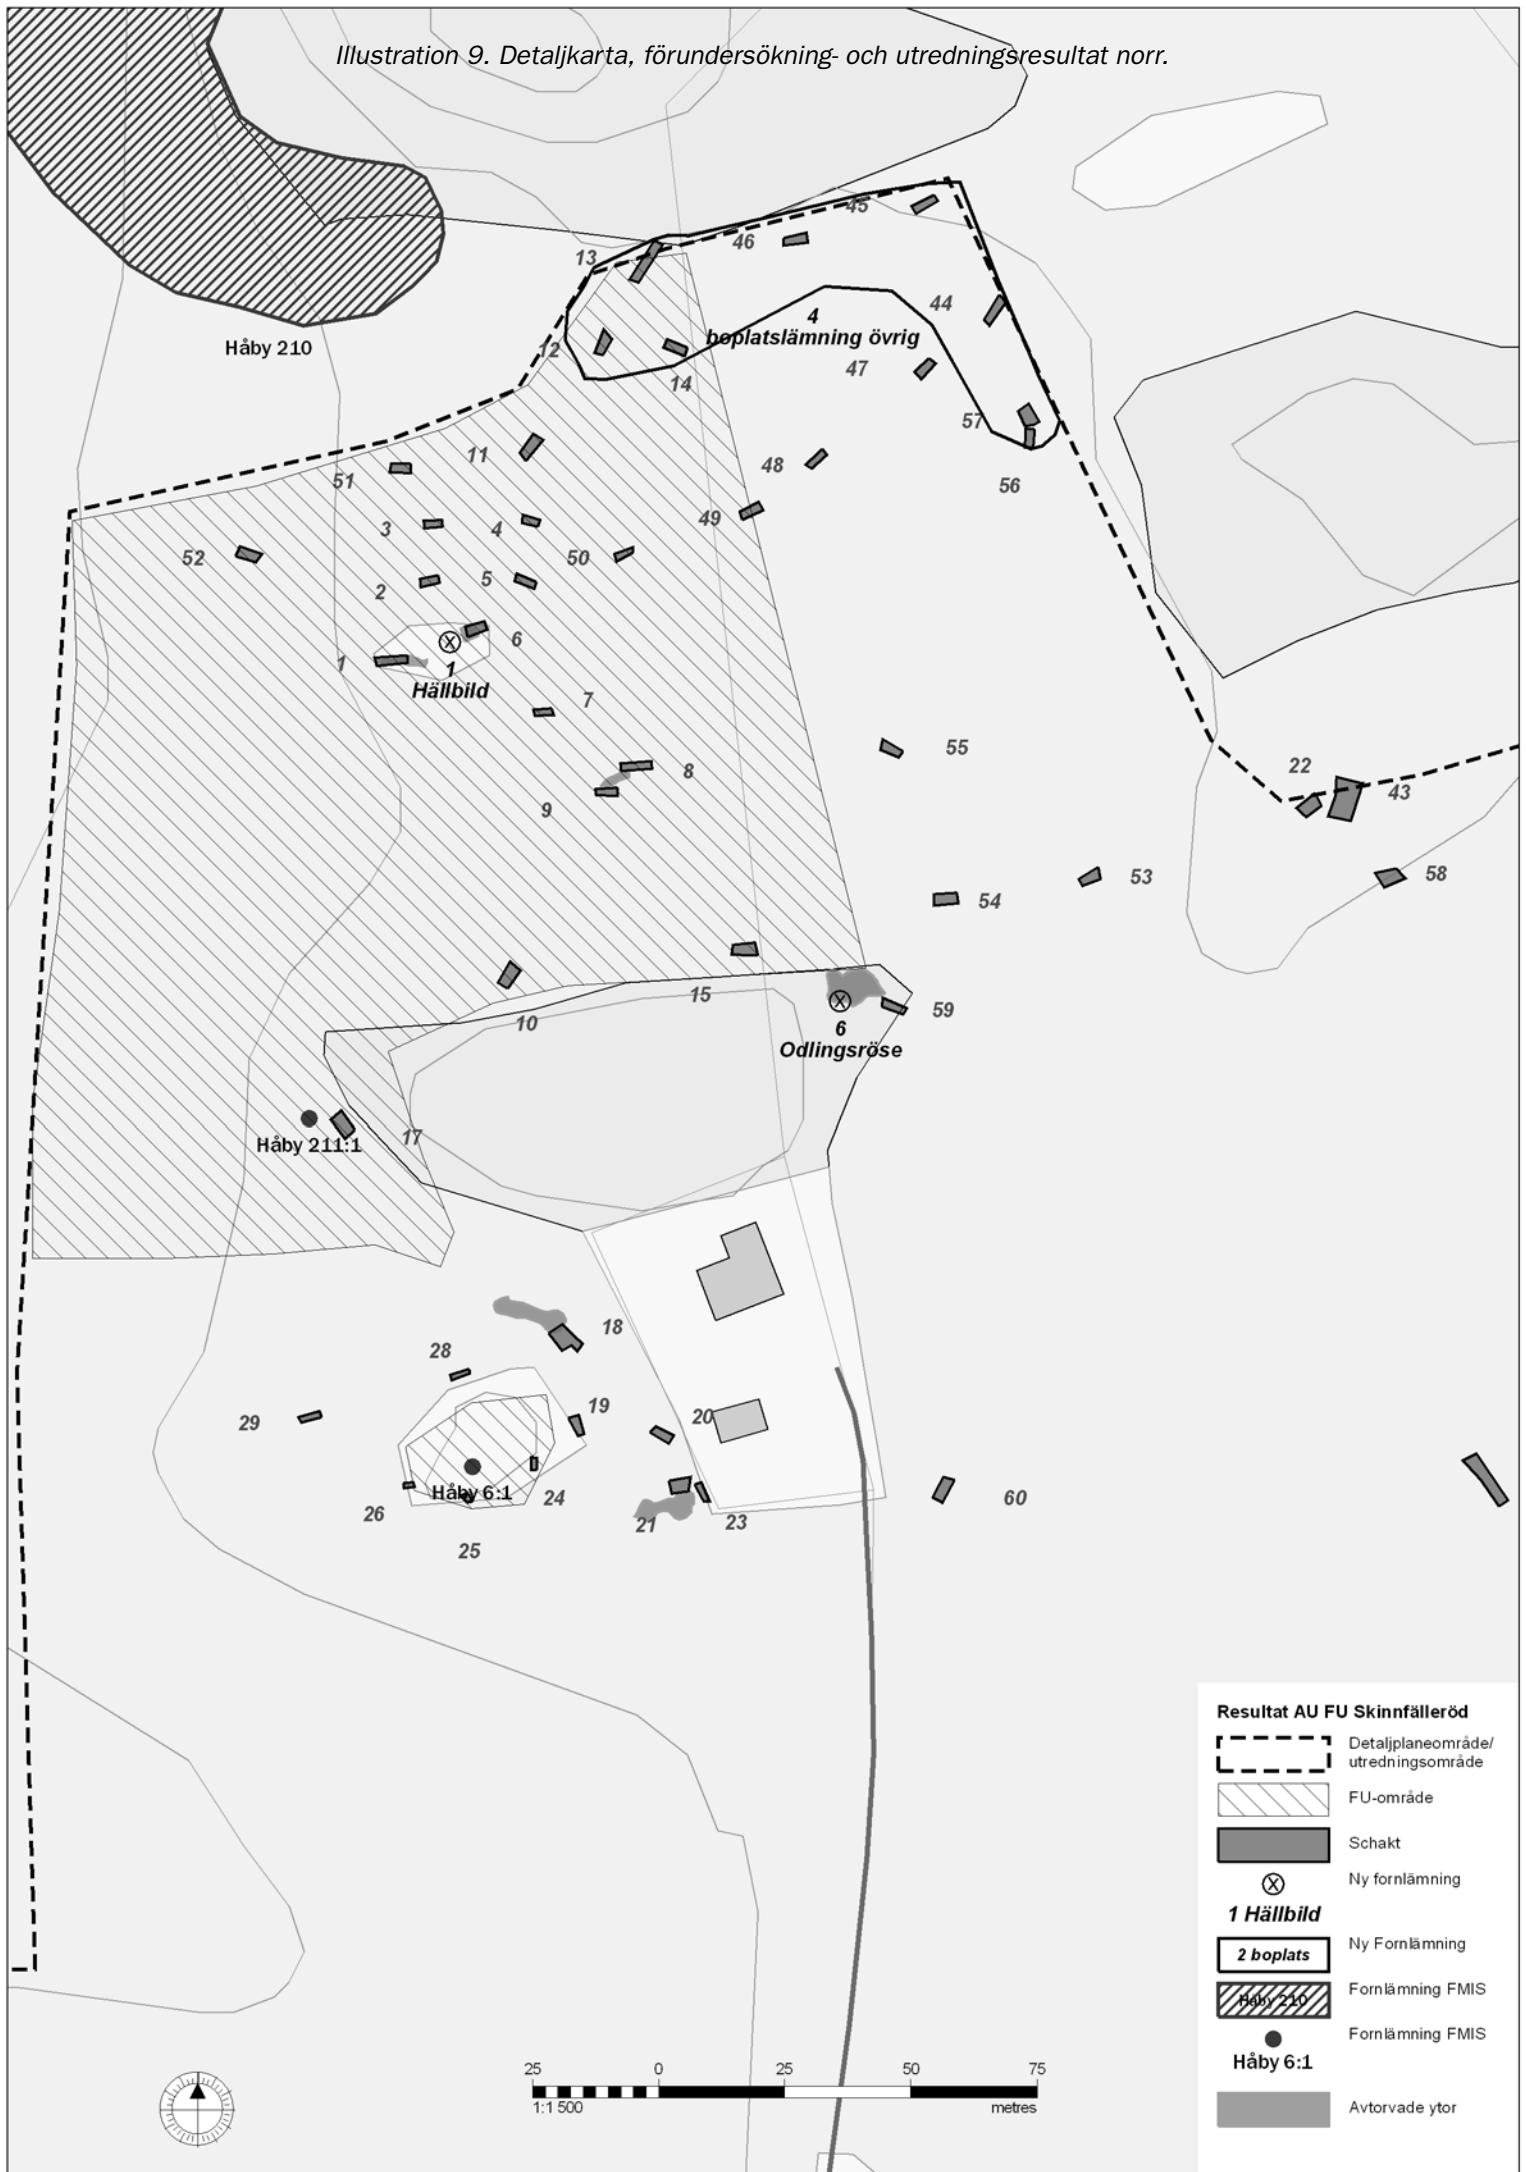 Illustration 9. Detaljkarta, förundersökning- och utredningsresultat norr.
45
46
13
44
4
boplatslämning övrig
Håby 210
12
47
14
57
11
48
51
56
49
3
4
50
52
5
2
6
1
1
Hällbild
7
55
22
8
43
9
53
58
54
15
59
10
6
Odlingsröse
17
Håby 211:1
18
28
19
20
29
Håby 6:1
24
60
26
21
23
25
Resultat AU FU Skinnfälleröd
Detaljplaneområde/
utredningsområde
FU-område
Schakt
Ny fornlämning
1 Hällbild
2 boplats
Ny Fornlämning
Håby 210
Fornlämning FMIS
Fornlämning FMIS
Håby 6:1
Avtorvade ytor
25 0 25 50 75
1:1 500 metres